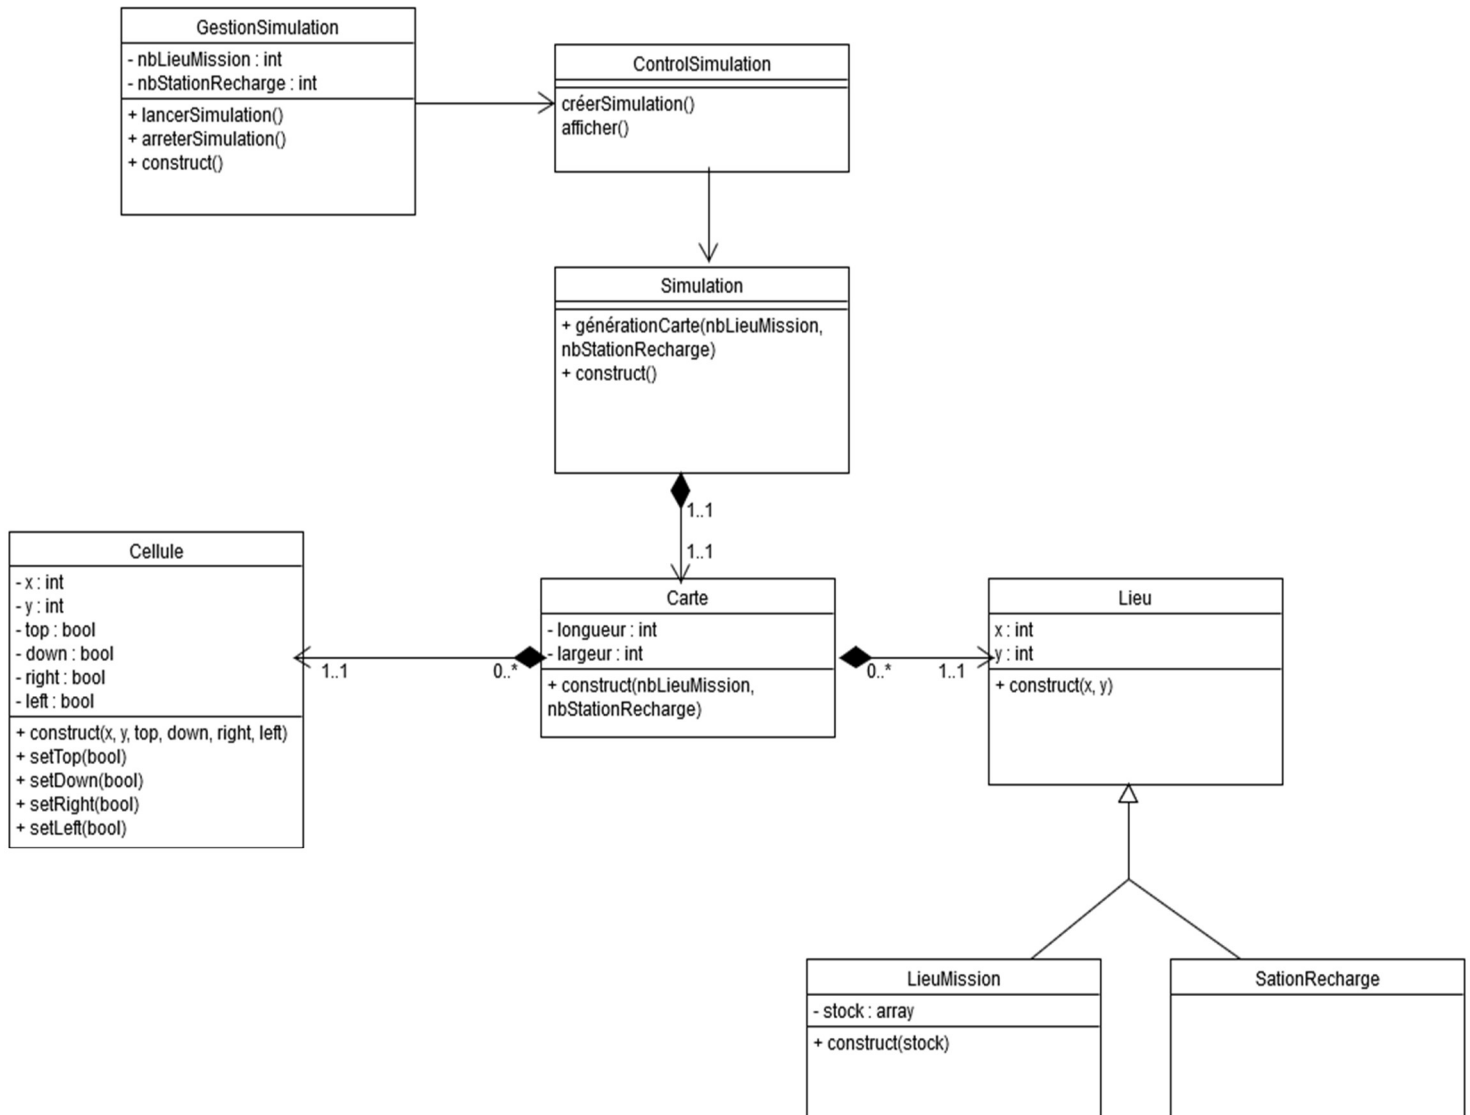 GestionSimulation
- nbLieuMission : int
- nbStationRecharge : int
+ lancerSimulation()
+ arreterSimulation()
+ construct()
ControlSimulation
créerSimulation()
afficher()
Simulation
+ générationCarte(nbLieuMission,
nbStationRecharge)
+ construct()
1..1
1..1
Cellule
- x : int
- y : int
- top : bool
- down : bool
- right : bool
- left : bool
+ construct(x, y, top, down, right, left)
+ setTop(bool)
+ setDown(bool)
+ setRight(bool)
+ setLeft(bool)
1..1
0..*
Carte
- longueur : int
- largeur : int
+ construct(nbLieuMission,
nbStationRecharge)
0..*
1..1
Lieu
x : int
y : int
+ construct(x, y)
LieuMission
- stock : array
+ construct(stock)
SationRecharge